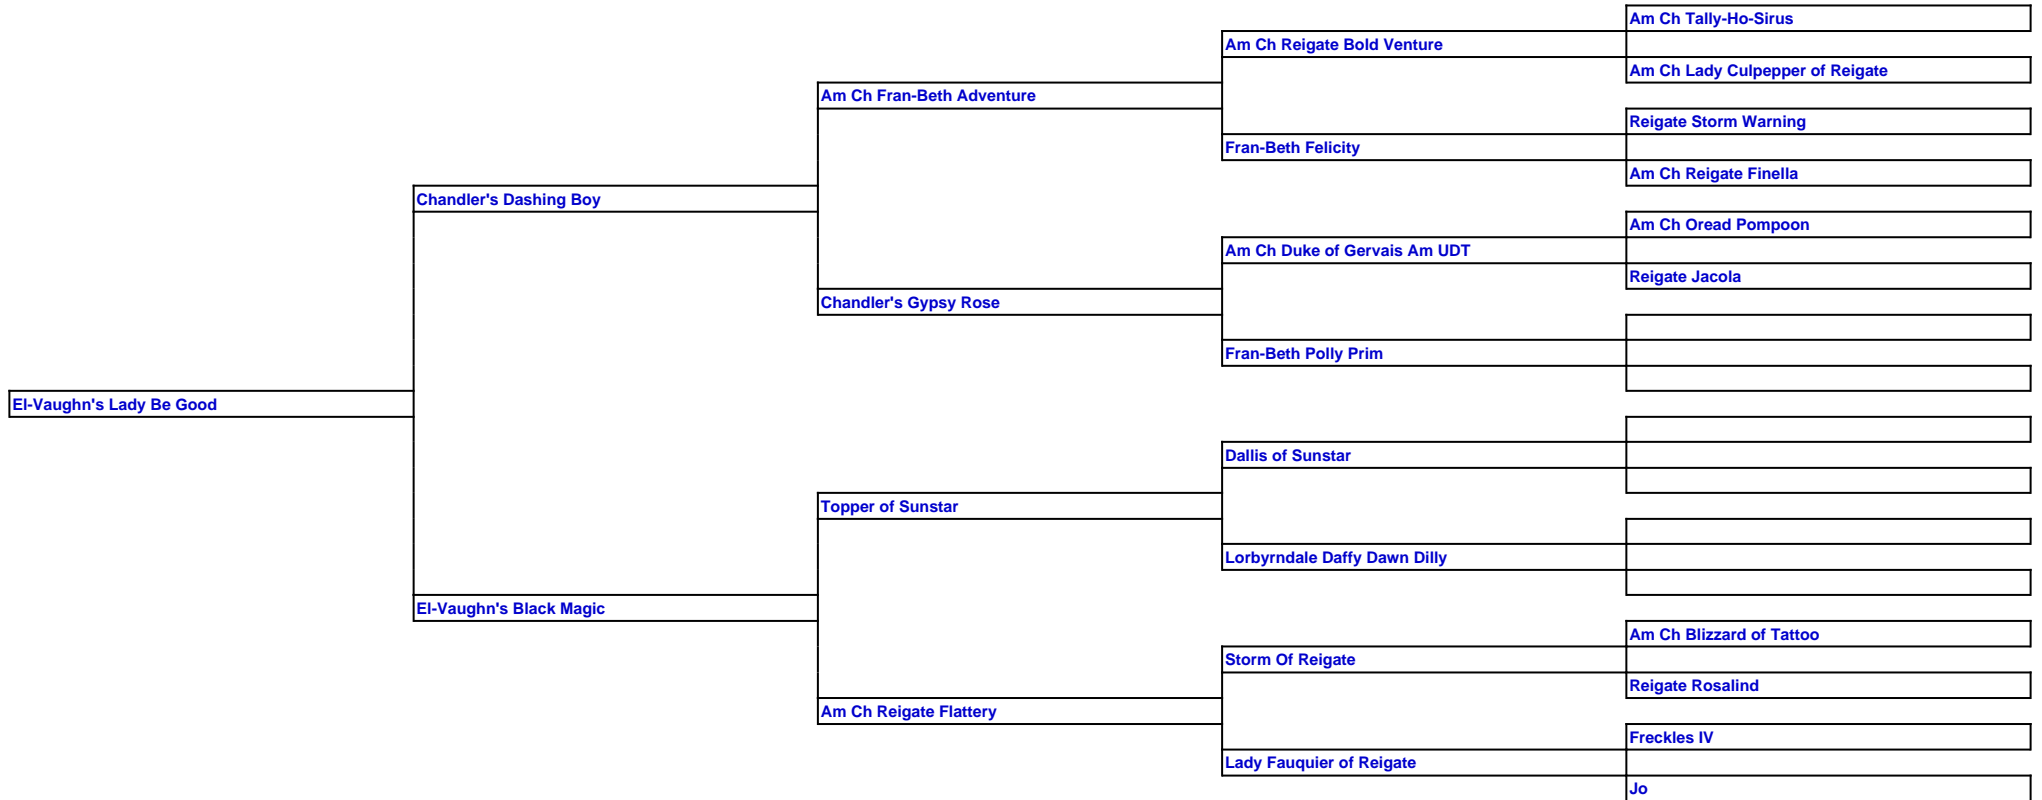 Am Ch Tally-Ho-Sirus
Am Ch Reigate Bold Venture
Am Ch Lady Culpepper of Reigate
Am Ch Fran-Beth Adventure
Reigate Storm Warning
Fran-Beth Felicity
Am Ch Reigate Finella
Chandler's Dashing Boy
Am Ch Oread Pompoon
Am Ch Duke of Gervais Am UDT
Reigate Jacola
Chandler's Gypsy Rose
Fran-Beth Polly Prim
El-Vaughn's Lady Be Good
Dallis of Sunstar
Topper of Sunstar
Lorbyrndale Daffy Dawn Dilly
El-Vaughn's Black Magic
Am Ch Blizzard of Tattoo
Storm Of Reigate
Reigate Rosalind
Am Ch Reigate Flattery
Freckles IV
Lady Fauquier of Reigate
Jo